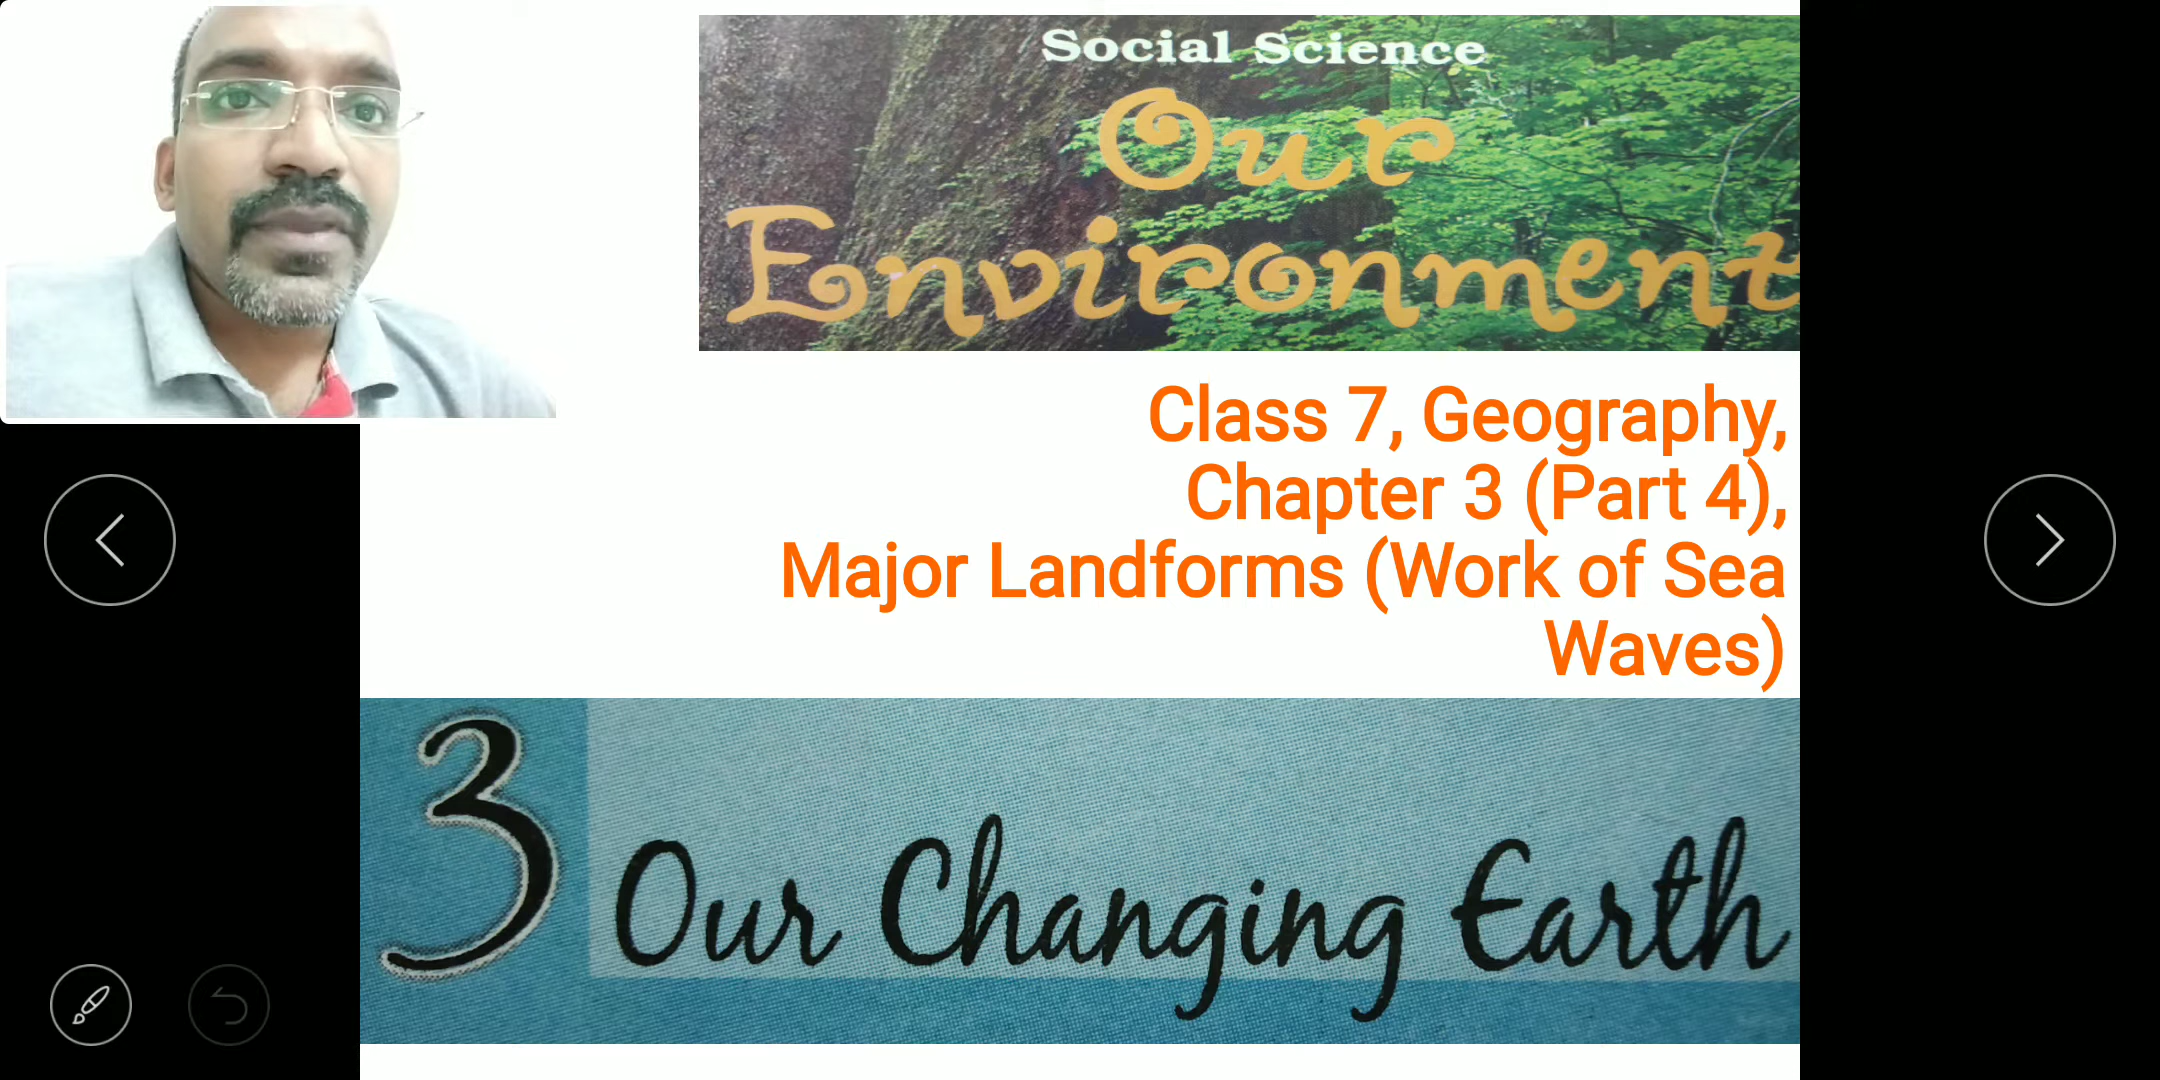 Social Science
Our
Environment
Class 7, Geography,
Chapter 3 (Part 4),
Major Landforms (Work of Sea
Waves)
3 Our Changing Earth